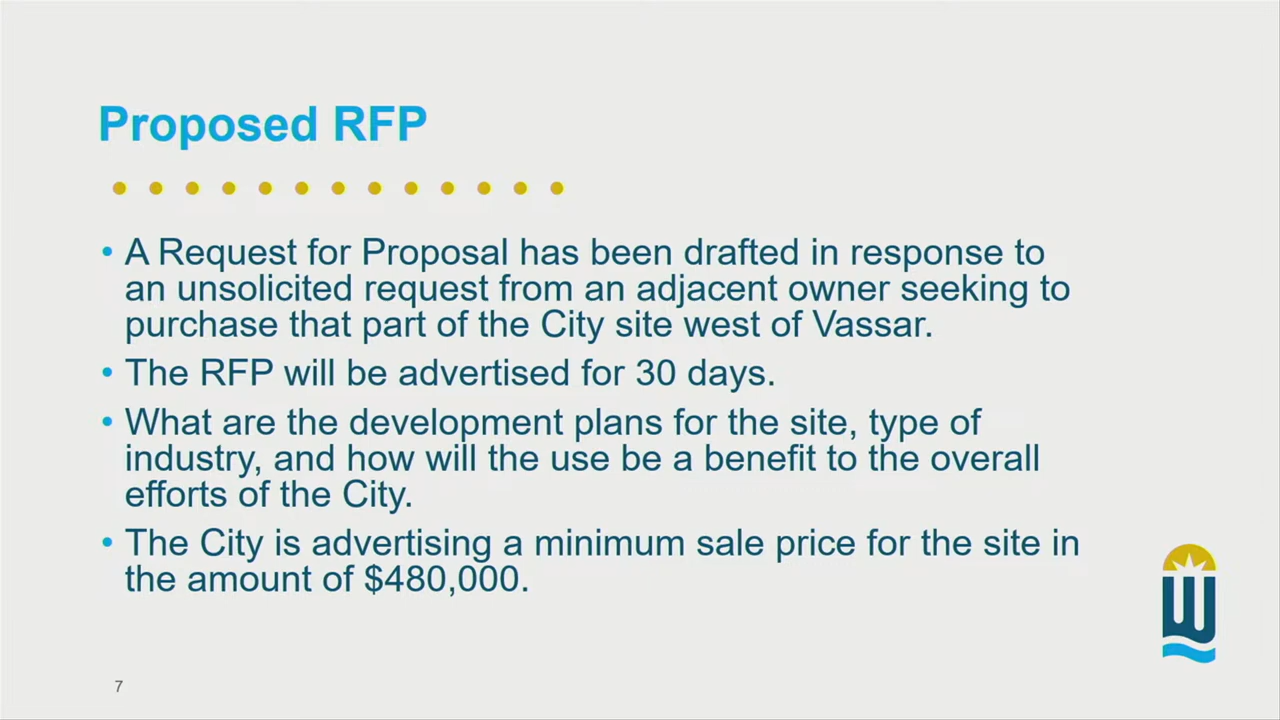 Proposed RFP
• A Request for Proposal has been drafted in response to
an unsolicited request from an adjacent owner seeking to
purchase that part of the City site west of Vassar.
• The RFP will be advertised for 30 days.
• What are the development plans for the site, type of
industry, and how will the use be a benefit to the overall
efforts of the City.
• The City is advertising a minimum sale price for the site in
the amount of $480,000.
W
7